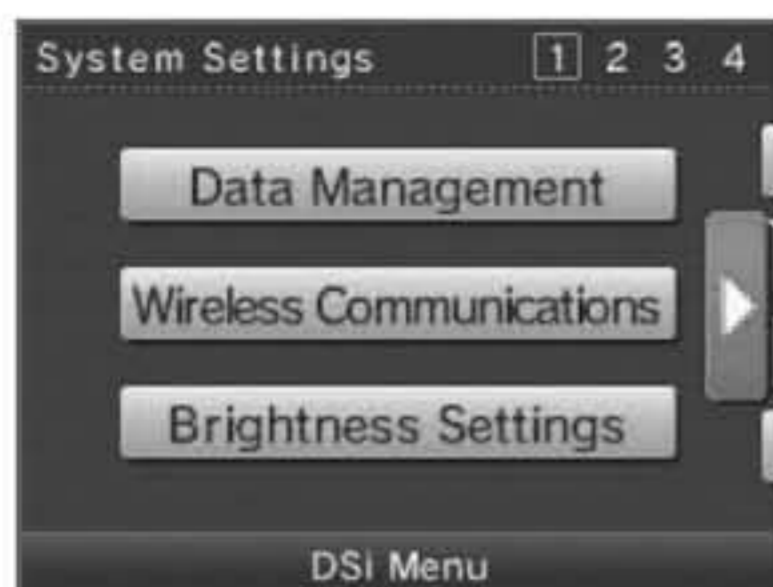 System Settings 1 2 3 4
Data Management
Wireless Communications
Brightness Settings
DSi Menu